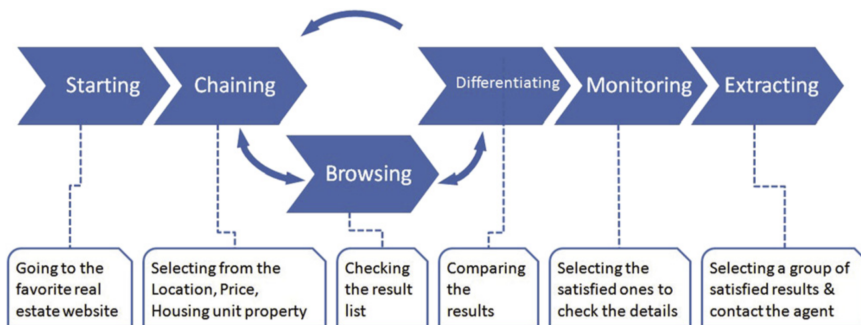 Starting
Chaining
Differentiating
Monitoring
Extracting
Browsing
Going to the
favorite real
estate website
Selecting from the
Location, Price,
Housing unit property
Checking
the result
list
Comparing
the
results
Selecting the
satisfied ones to
check the details
Selecting a group of
satisfied results &
contact the agent